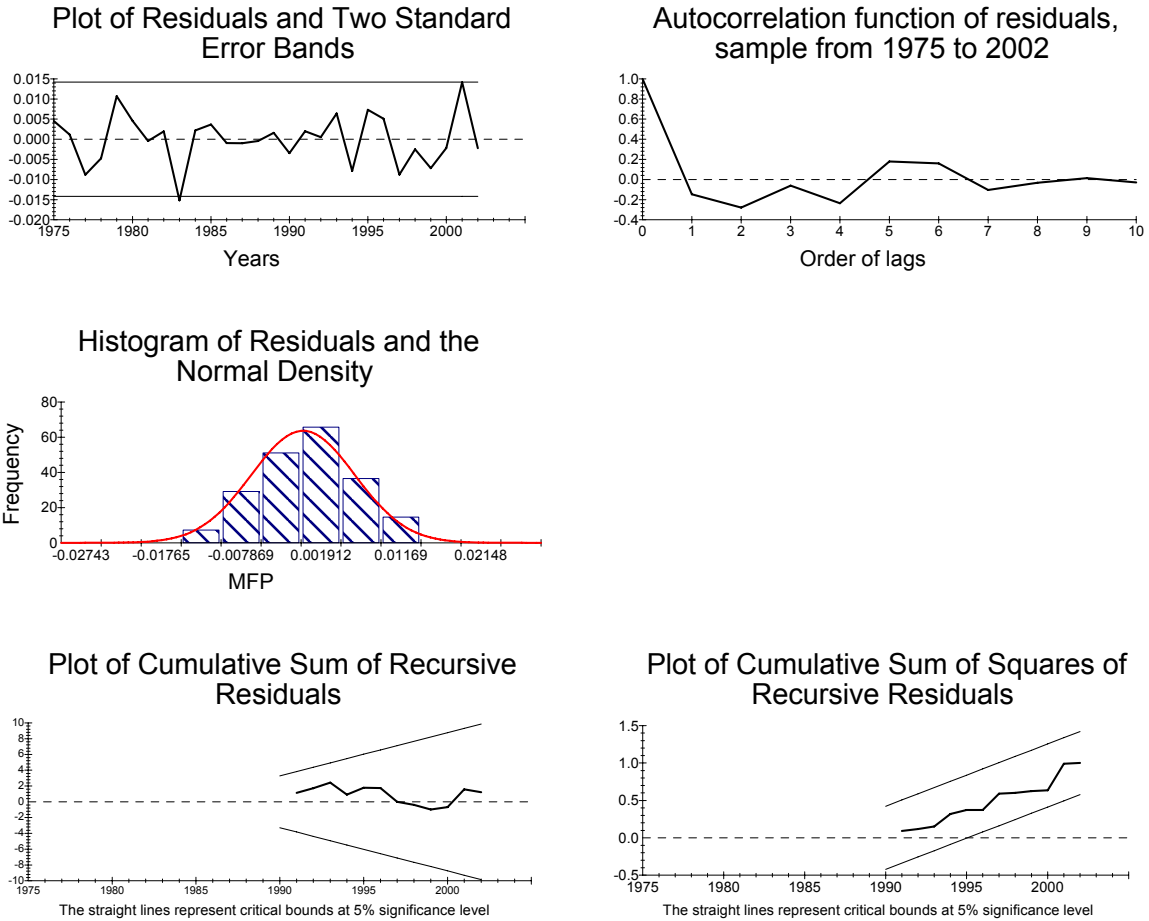 Plot of Residuals and Two Standard
Error Bands
0.015
0.010
0.005
0.000
-0.005
-0.010
-0.015
-0.020
1975 1980 1985 1990 1995 2000
Years
Autocorrelation function of residuals,
sample from 1975 to 2002
1.0
0.8
0.6
0.4
0.2
0.0
-0.2
-0.4
0 1 2 3 4 5 6 7 8 9 10
Order of lags
Histogram of Residuals and the
Normal Density
Frequency
80
60
40
20
0
-0.02743 -0.01765 -0.007869 0.001912 0.01169 0.02148
MFP
Plot of Cumulative Sum of Recursive
Residuals
10
8
6
4
2
0
-2
-4
-6
-8
-10
1975 1980 1985 1990 1995 2000
The straight lines represent critical bounds at 5% significance level
Plot of Cumulative Sum of Squares of
Recursive Residuals
1.5
1.0
0.5
0.0
-0.5
1975 1980 1985 1990 1995 2000
The straight lines represent critical bounds at 5% significance level